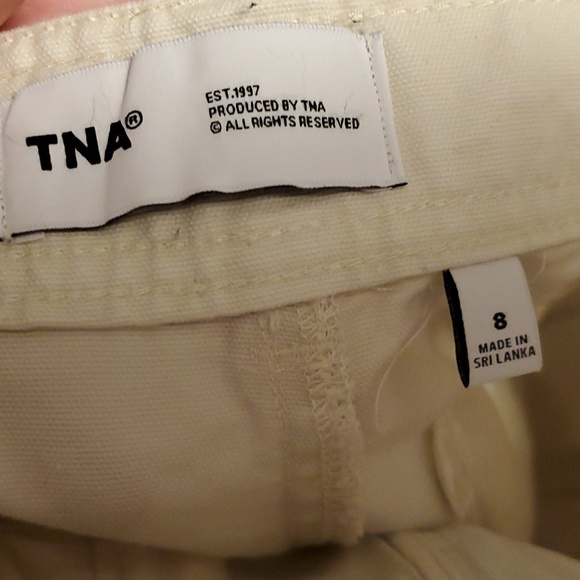 TNA®
EST.1997
PRODUCED BY TNA
© ALL RIGHTS RESERVED
8
MADE IN
SRI LANKA